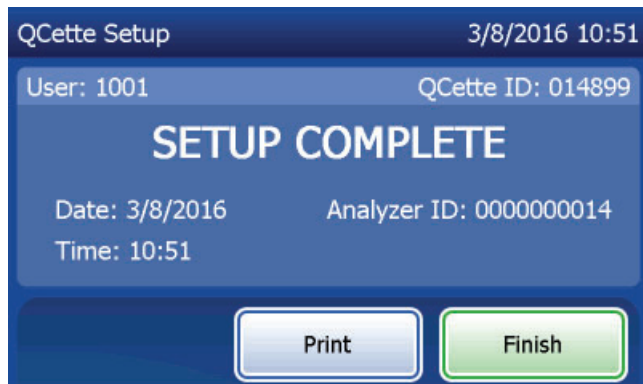 QCette Setup 3/8/2016 10:51
User: 1001 QCette ID: 014899
SETUP COMPLETE
Date: 3/8/2016 Analyzer ID: 0000000014
Time: 10:51
Print Finish